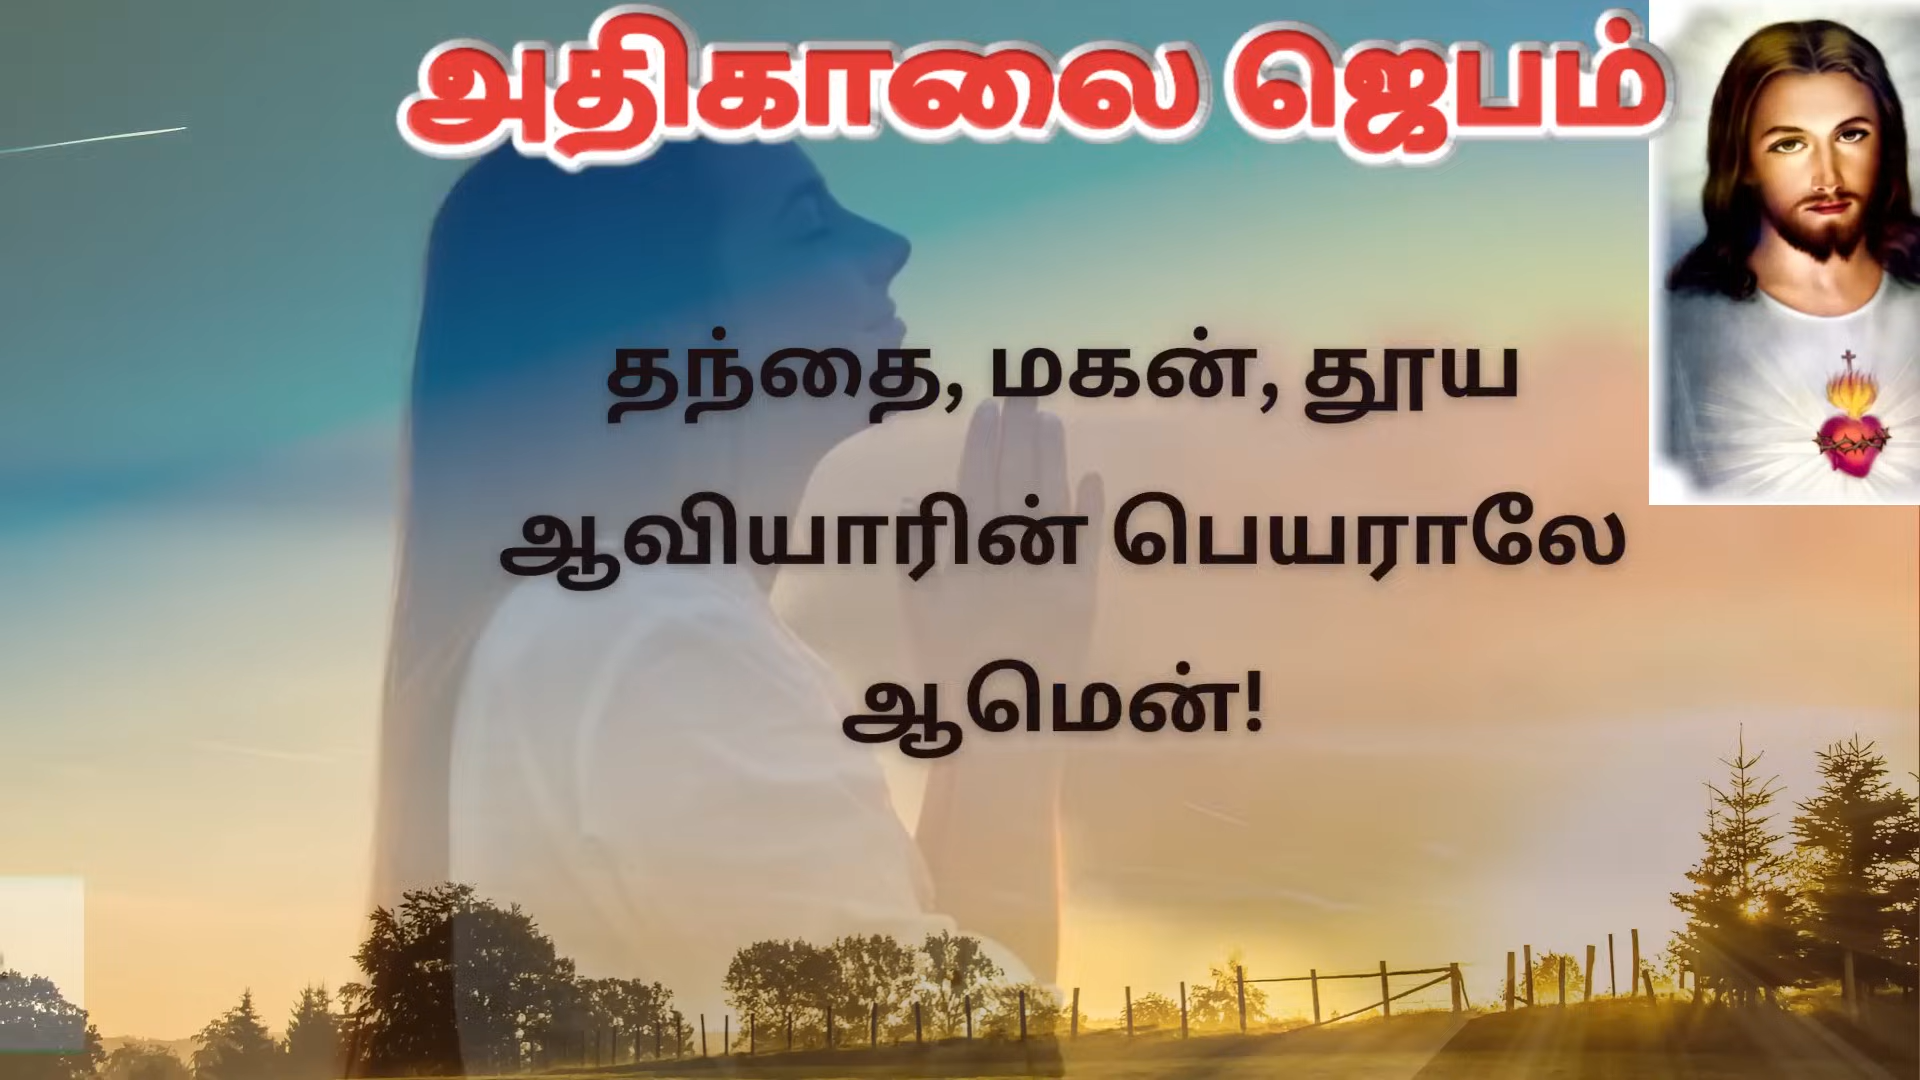 அதிகாலை ஜெபம்
தந்தை, மகன், தூய
ஆவியாரின் பெயராலே
ஆமென்!